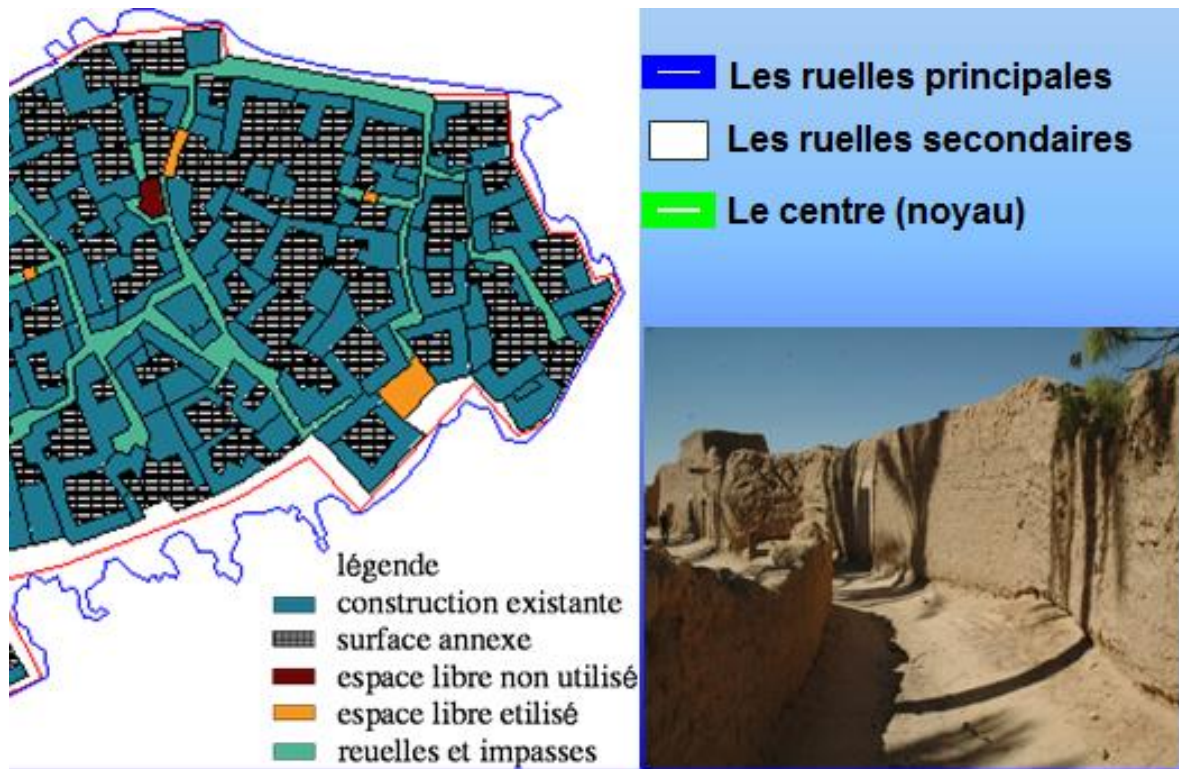 Les ruelles principales
Les ruelles secondaires
Le centre (noyau)
légende
construction existante
surface annexe
espace libre non utilisé
espace libre etilisé
reuelles et impasses